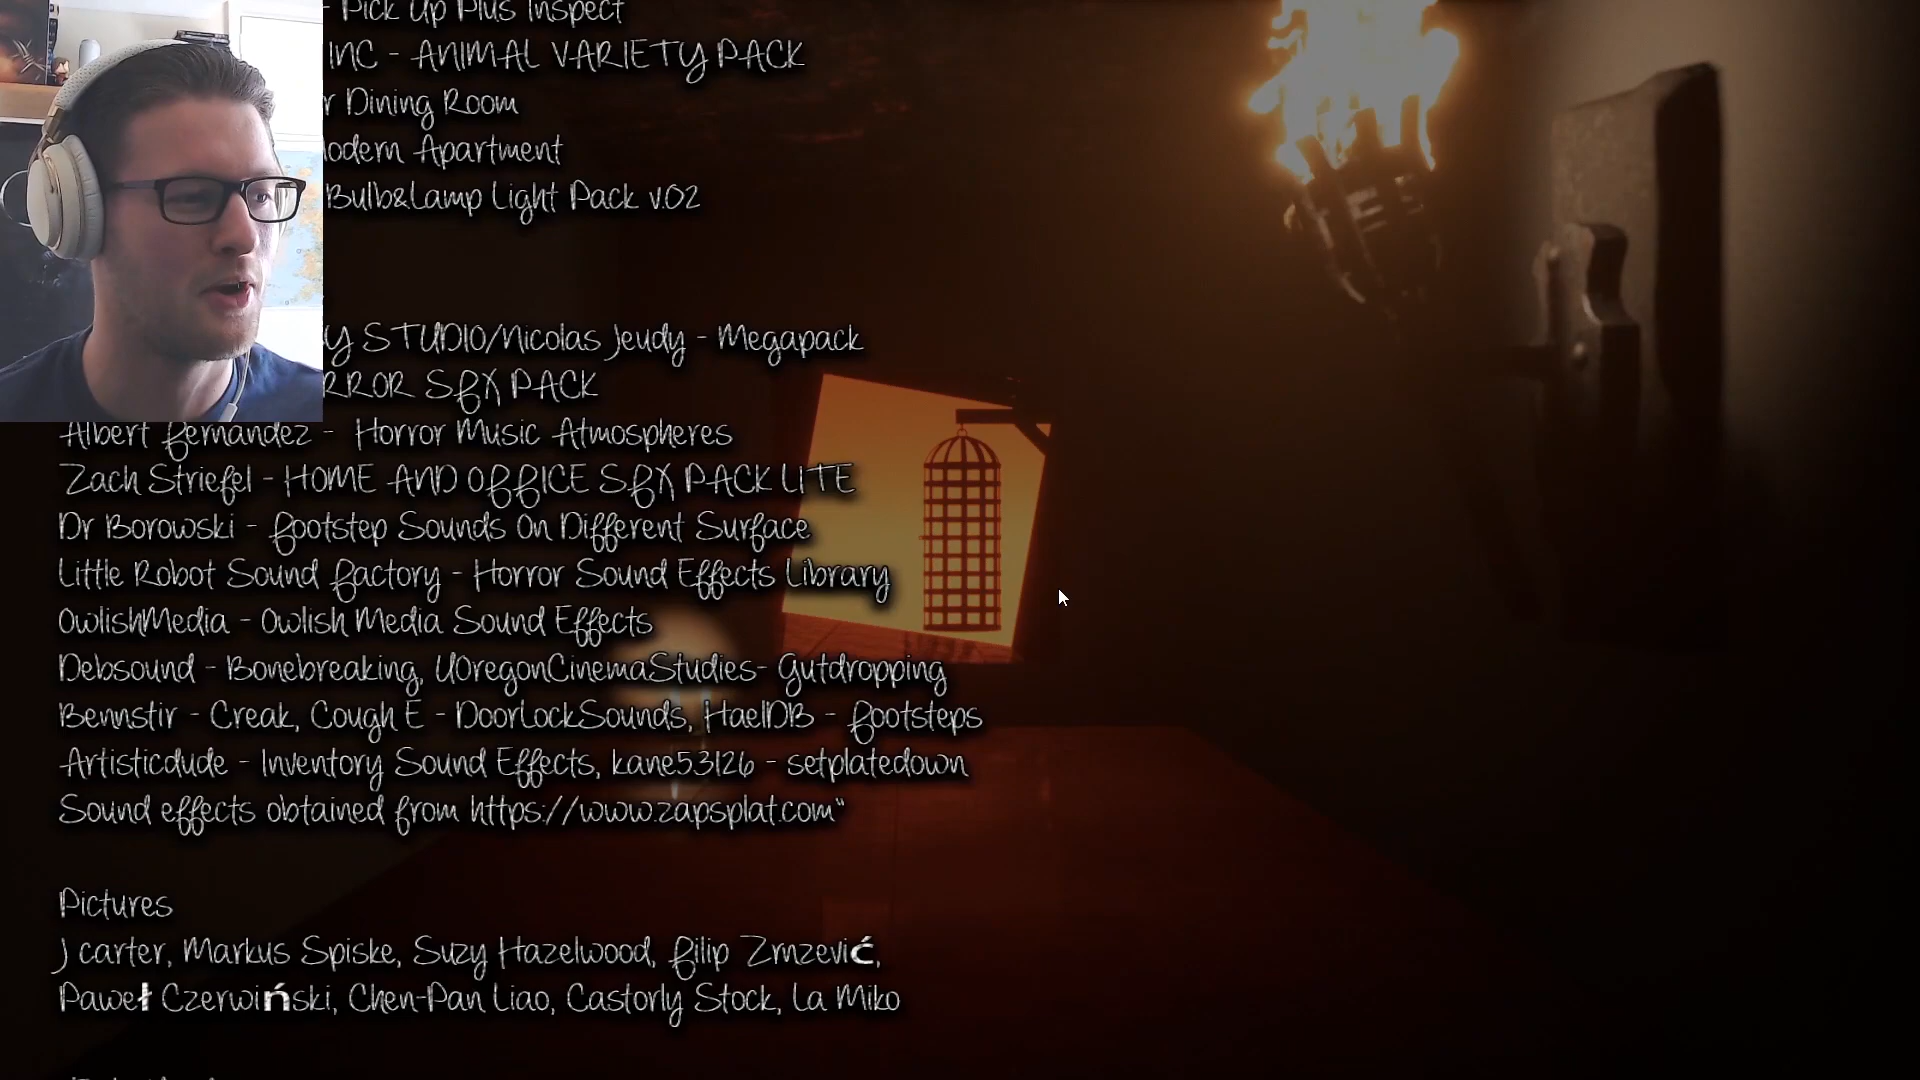 - Pick Up Plus Inspect
INC - ANIMAL VARIETY PACK
r Dining Room
odern Apartment
Bulb&Lamp Light Pack v.02
Y STUDIO/Nicolas Jeudy - Megapack
RROR SFX PACK
Albert Fernandez - Horror Music Atmospheres
Zach Striefel - HOME AND OFFICE SFX PACK LITE
Dr Borowski - Footstep Sounds On Different Surface
Little Robot Sound Factory - Horror Sound Effects Library
OwlishMedia - Owlish Media Sound Effects
Debsound - Bonebreaking, UOregonCinemaStudies- Gutdropping
Bennstir - Creak, Cough E - DoorLockSounds, HaelDB - Footsteps
Artisticdude - Inventory Sound Effects, kane53126 - setplatedown
Sound effects obtained from https://www.zapsplat.com“
Pictures
J carter, Markus Spiske, Suzy Hazelwood, Filip Zrnzević,
Paweł Czerwiński, Chen-Pan Liao, Castorly Stock, La Miko